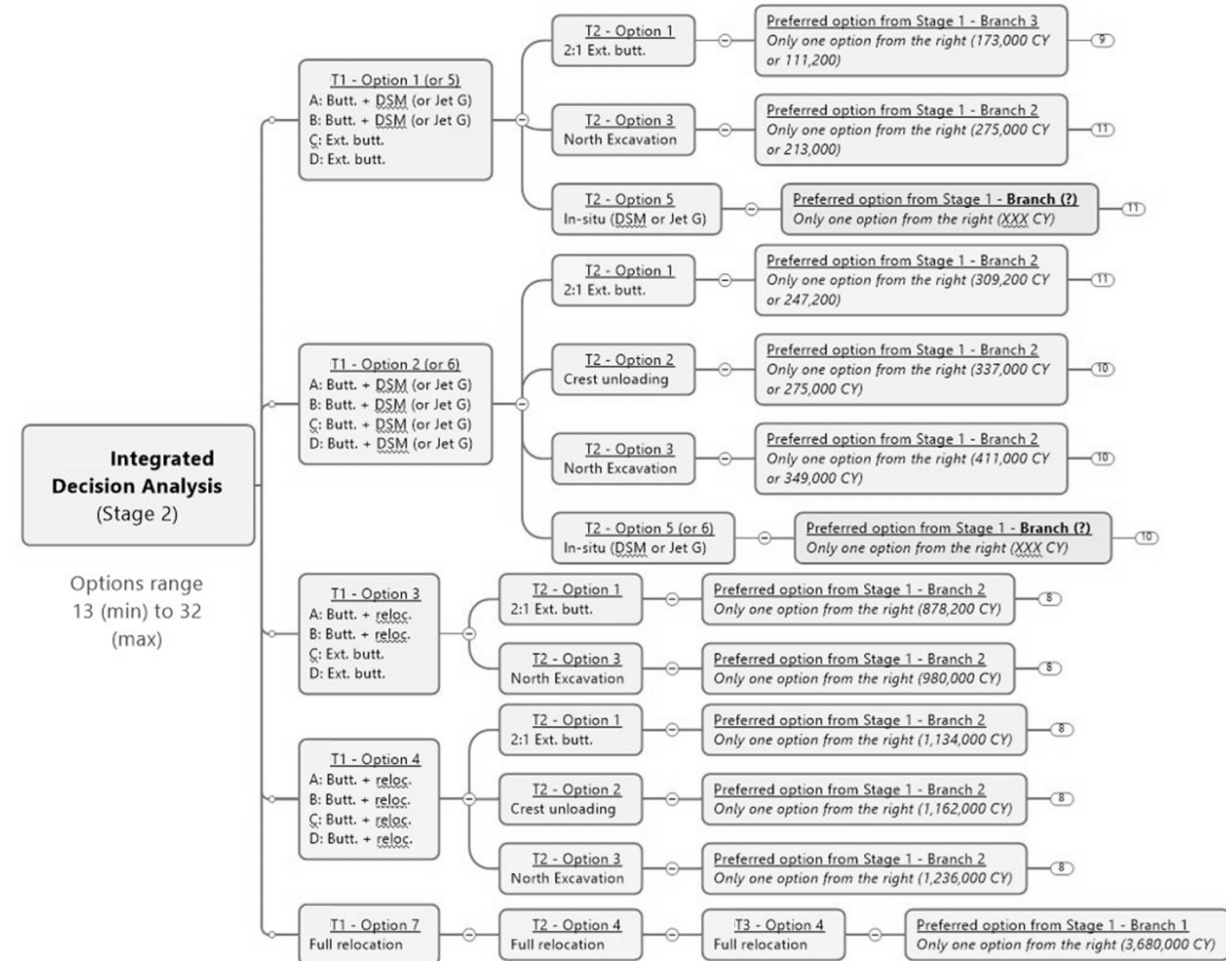 Integrated
Decision Analysis
(Stage 2)
Options range
13 (min) to 32
(max)
T1 - Option 1 (or 5)
A: Butt. + DSM (or Jet G)
B: Butt. + DSM (or Jet G)
C: Ext. butt.
D: Ext. butt.
T2 - Option 1
2:1 Ext. butt.
Preferred option from Stage 1 - Branch 3
Only one option from the right (173,000 CY
or 111,200)
9
T2 - Option 3
North Excavation
Preferred option from Stage 1 - Branch 2
Only one option from the right (275,000 CY
or 213,000)
11
T2 - Option 5
In-situ (DSM or Jet G)
Preferred option from Stage 1 - Branch (?)
Only one option from the right (XXX CY)
11
T1 - Option 2 (or 6)
A: Butt. + DSM (or Jet G)
B: Butt. + DSM (or Jet G)
C: Butt. + DSM (or Jet G)
D: Butt. + DSM (or Jet G)
T2 - Option 1
2:1 Ext. butt.
Preferred option from Stage 1 - Branch 2
Only one option from the right (309,200 CY
or 247,200)
11
T2 - Option 2
Crest unloading
Preferred option from Stage 1 - Branch 2
Only one option from the right (337,000 CY
or 275,000 CY)
10
T2 - Option 3
North Excavation
Preferred option from Stage 1 - Branch 2
Only one option from the right (411,000 CY
or 349,000 CY)
10
T2 - Option 5 (or 6)
In-situ (DSM or Jet G)
Preferred option from Stage 1 - Branch (?)
Only one option from the right (XXX CY)
10
T1 - Option 3
A: Butt. + reloc.
B: Butt. + reloc.
C: Ext. butt.
D: Ext. butt.
T2 - Option 1
2:1 Ext. butt.
Preferred option from Stage 1 - Branch 2
Only one option from the right (878,200 CY)
8
T2 - Option 3
North Excavation
Preferred option from Stage 1 - Branch 2
Only one option from the right (980,000 CY)
8
T1 - Option 4
A: Butt. + reloc.
B: Butt. + reloc.
C: Butt. + reloc.
D: Butt. + reloc.
T2 - Option 1
2:1 Ext. butt.
Preferred option from Stage 1 - Branch 2
Only one option from the right (1,134,000 CY)
8
T2 - Option 2
Crest unloading
Preferred option from Stage 1 - Branch 2
Only one option from the right (1,162,000 CY)
8
T2 - Option 3
North Excavation
Preferred option from Stage 1 - Branch 2
Only one option from the right (1,236,000 CY)
8
T1 - Option 7
Full relocation
T2 - Option 4
Full relocation
T3 - Option 4
Full relocation
Preferred option from Stage 1 - Branch 1
Only one option from the right (3,680,000 CY)